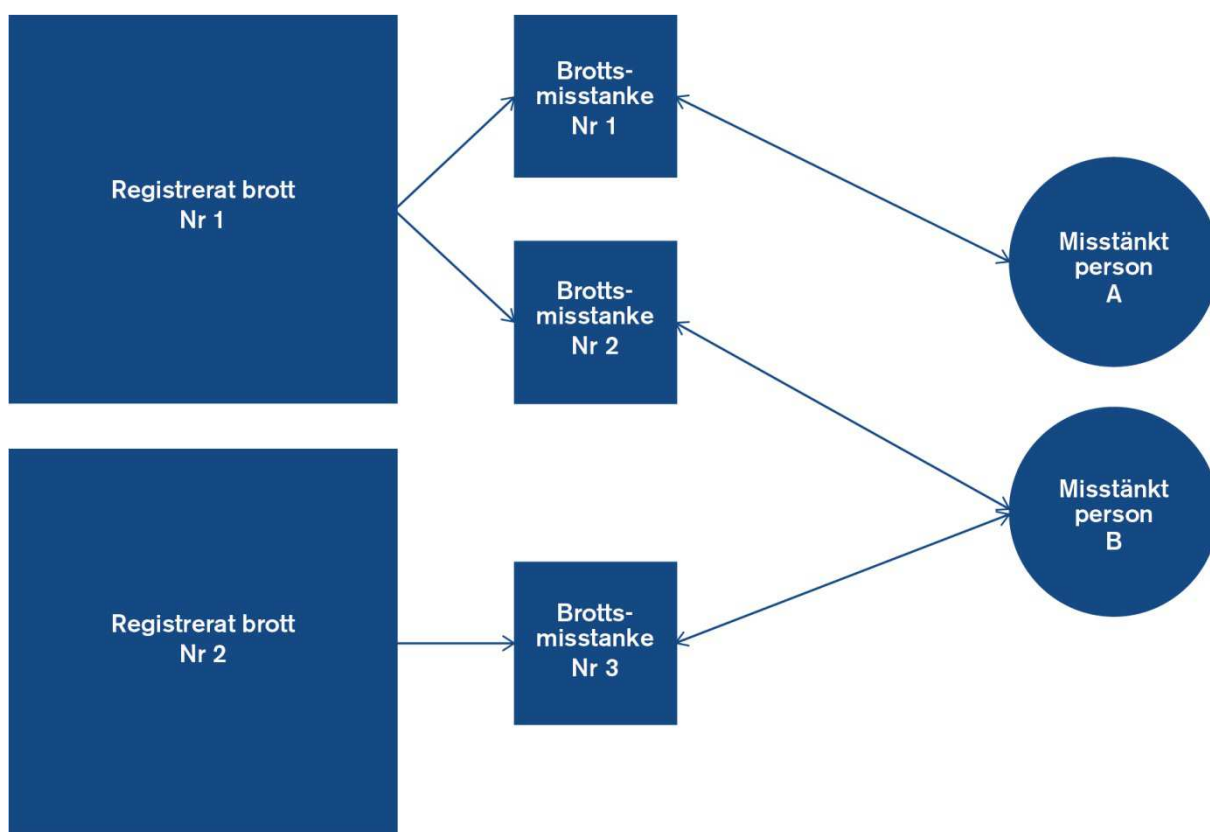 Registrerat brott
Nr 1
Brotts-
misstanke
Nr 1
Brotts-
misstanke
Nr 2
Misstänkt
person
A
Registrerat brott
Nr 2
Brotts-
misstanke
Nr 3
Misstänkt
person
B